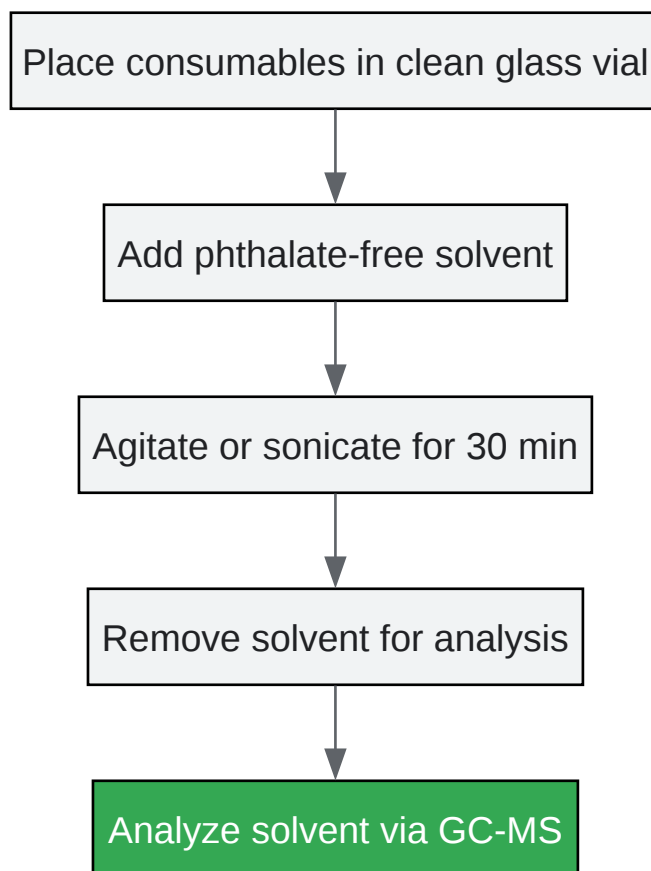 Place consumables in clean glass vial
Add phthalate-free solvent
Agitate or sonicate for 30 min
Remove solvent for analysis
Analyze solvent via GC-MS